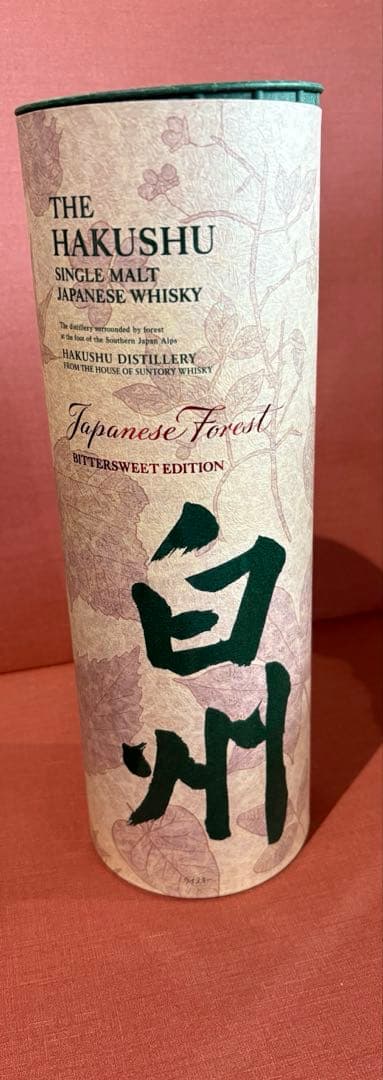 THE
HAKUSHU
SINGLE MALT
JAPANESE WHISKY
The distillery surrounded by forest
at the foot of the Southern Japan Alps
HAKUSHU DISTILLERY
FROM THE HOUSE OF SUNTORY WHISKY
Japanese Forest
BITTERSWEET EDITION
白州
ウイスキー